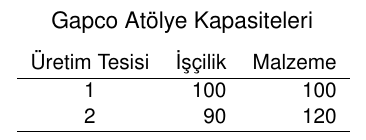 Gapco Atölye Kapasiteleri
Üretim Tesisi İşçilik Malzeme
1 100 100
2 90 120